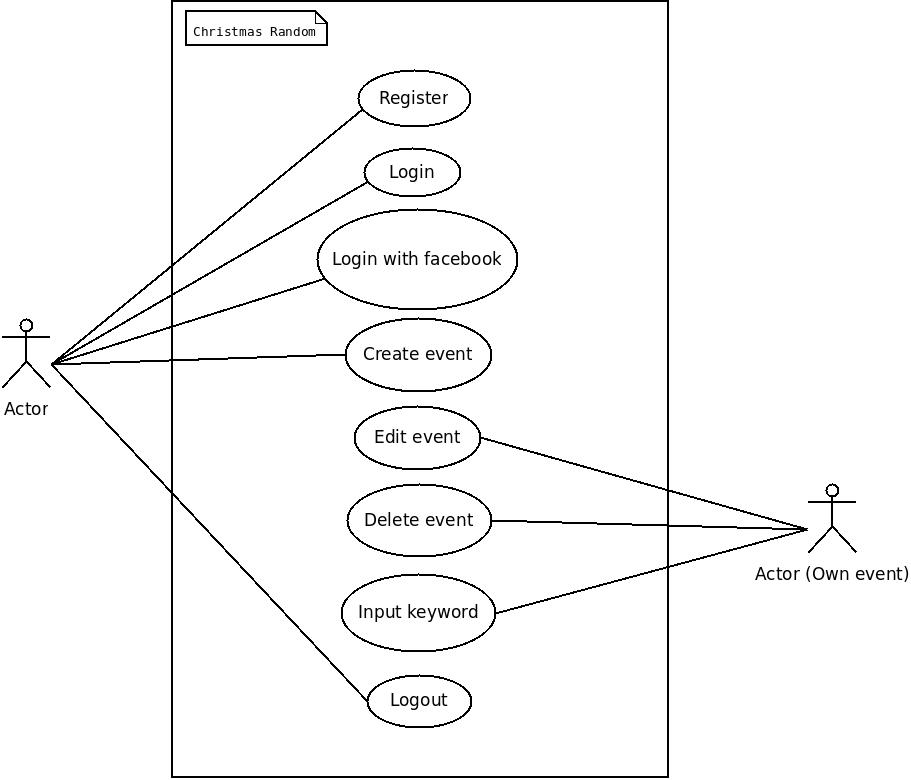 Christmas Random
Register
Login
Login with facebook
Create event
Actor
Edit event
Delete event
Actor (Own event)
Input keyword
Logout